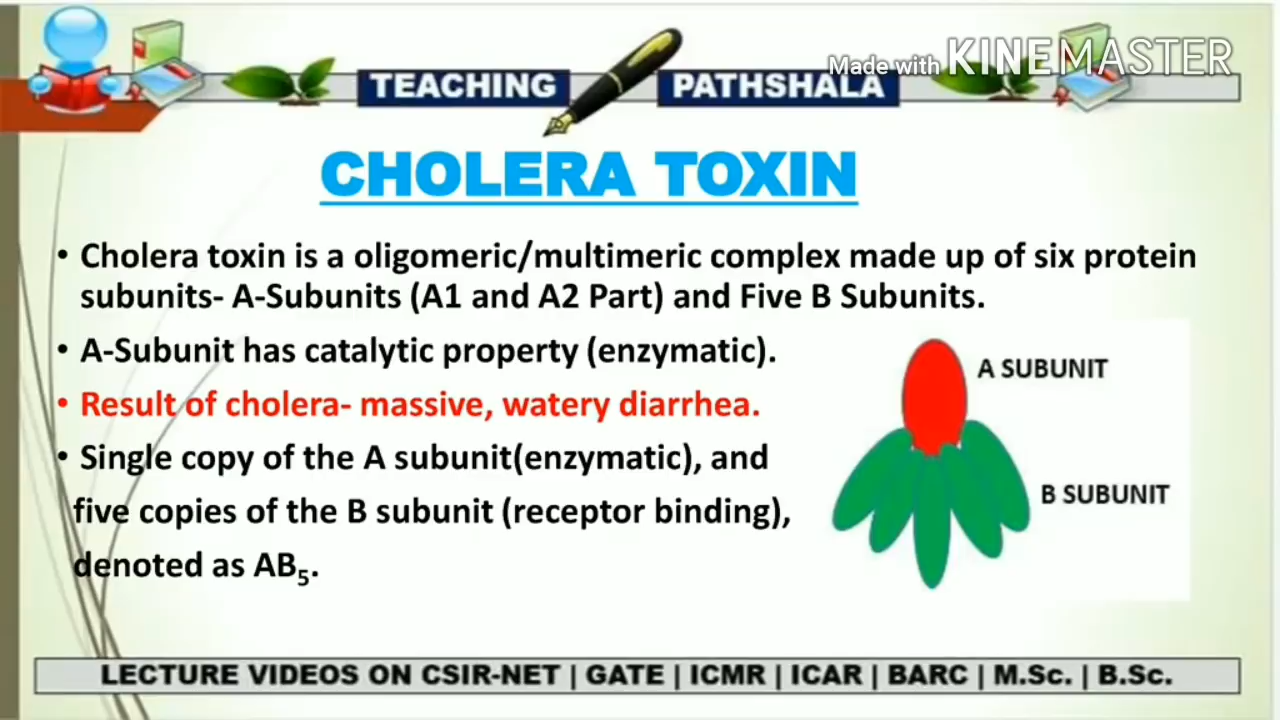 Made with KINEMASTER
TEACHING PATHSHALA
CHOLERA TOXIN
• Cholera toxin is a oligomeric/multimeric complex made up of six protein
subunits- A-Subunits (A1 and A2 Part) and Five B Subunits.
• A-Subunit has catalytic property (enzymatic).
• Result of cholera- massive, watery diarrhea.
• Single copy of the A subunit(enzymatic), and
five copies of the B subunit (receptor binding),
denoted as AB₅.
A SUBUNIT
B SUBUNIT
LECTURE VIDEOS ON CSIR-NET | GATE | ICMR | ICAR | BARC | M.Sc. | B.Sc.